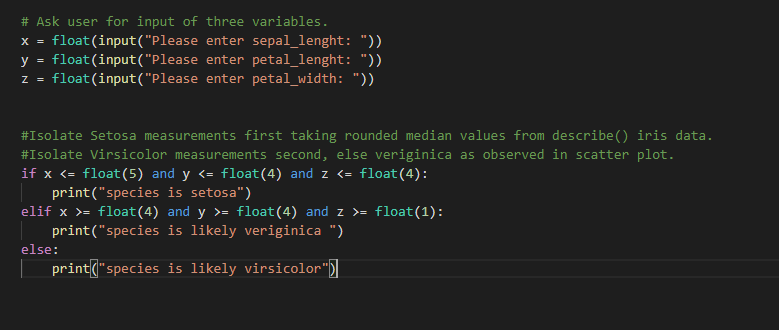 # Ask user for input of three variables.
x = float(input("Please enter sepal_lenght: "))
y = float(input("Please enter petal_lenght: "))
z = float(input("Please enter petal_width: "))
#Isolate Setosa measurements first taking rounded median values from describe() iris data.
#Isolate Virsicolor measurements second, else veriginica as observed in scatter plot.
if x <= float(5) and y <= float(4) and z <= float(4):
    print("species is setosa")
elif x >= float(4) and y >= float(4) and z >= float(1):
    print("species is likely veriginica ")
else:
    print("species is likely virsicolor")